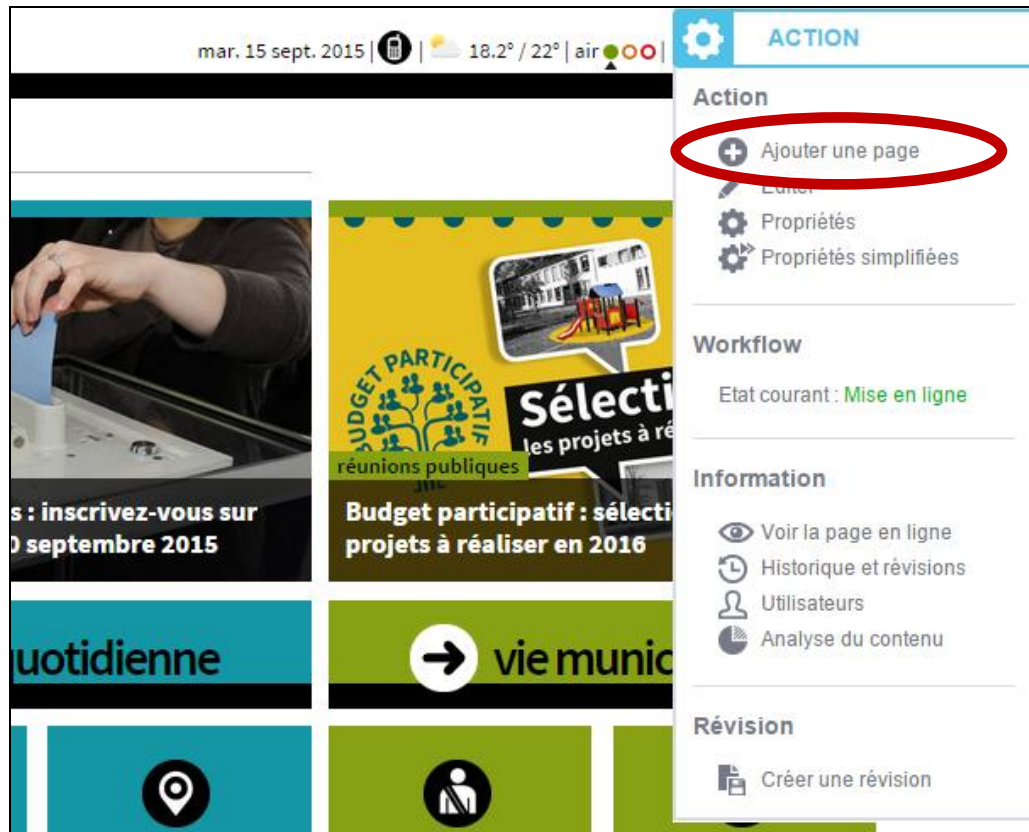 mar. 15 sept. 2015 | | 18.2° / 22° | air |
ACTION
Action
Ajouter une page
Editer
Propriétés
Propriétés simplifiées
Workflow
Etat courant : Mise en ligne
Information
Voir la page en ligne
Historique et révisions
Utilisateurs
Analyse du contenu
Révision
Créer une révision
BUDGET PARTICIPATIF
Sélecti
les projets à ré
réunions publiques
s : inscrivez-vous sur
0 septembre 2015
Budget participatif : sélecti
projets à réaliser en 2016
uotidienne
vie munic